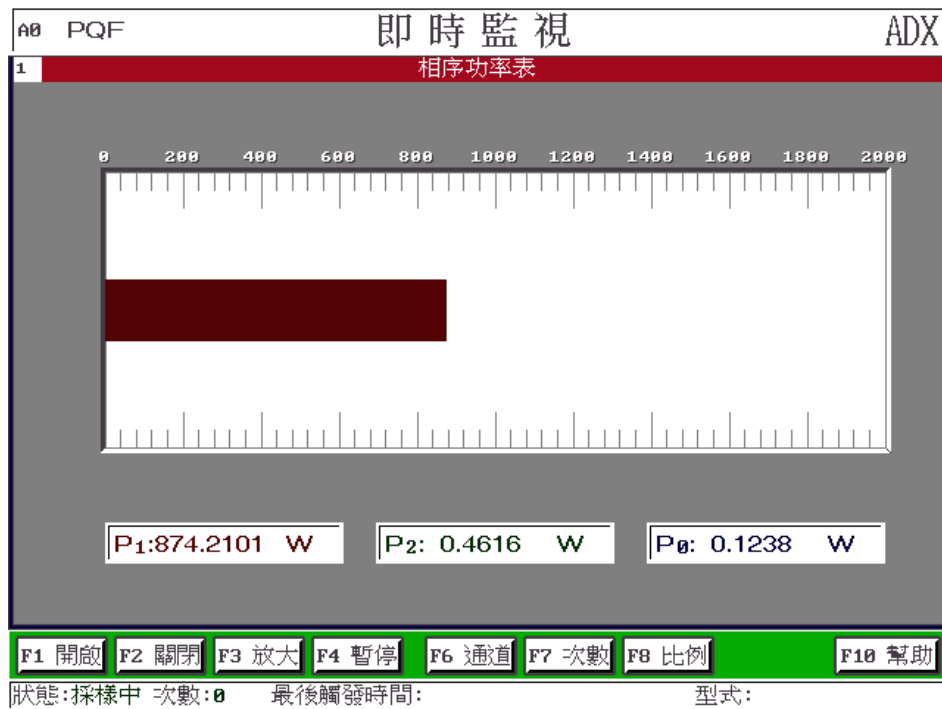 A0 PQF 即時監視 ADX
1 相序功率表
0 200 400 600 800 1000 1200 1400 1600 1800 2000
P1:874.2101 W P2: 0.4616 W P0: 0.1238 W
F1 開啟 F2 關閉 F3 放大 F4 暫停 F6 通道 F7 次數 F8 比例 F10 幫助
狀態:採樣中 次數:0 最後觸發時間: 型式: